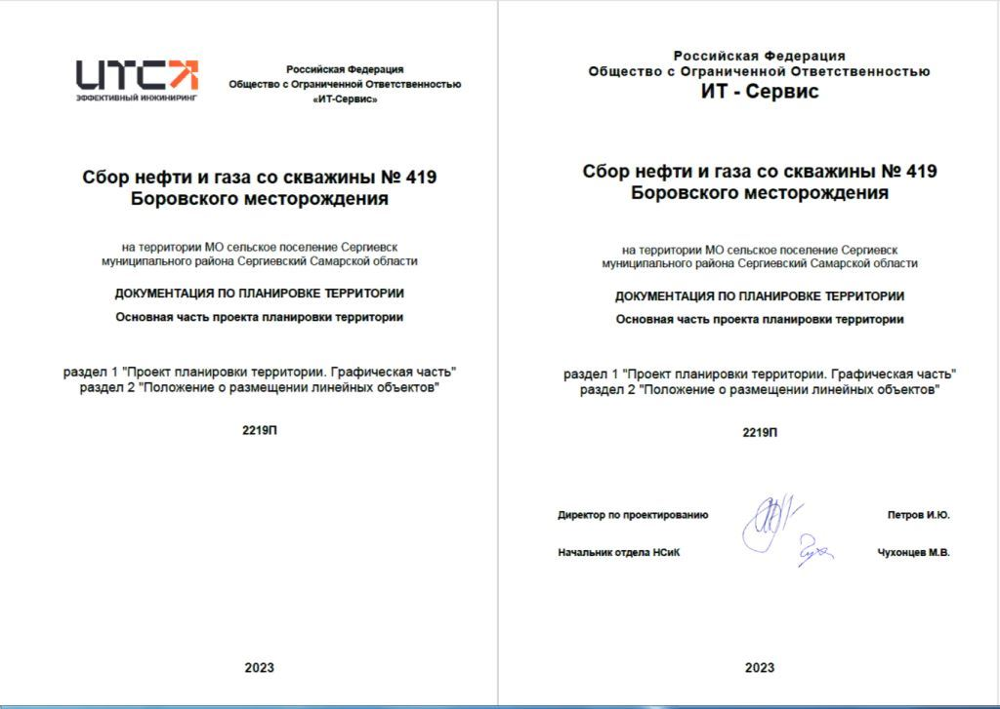 ИТС
ЭФФЕКТИВНЫЙ ИНЖИНИРИНГ
Российская Федерация
Общество с Ограниченной Ответственностью
«ИТ-Сервис»
Сбор нефти и газа со скважины № 419
Боровского месторождения
на территории МО сельское поселение Сергиевск
муниципального района Сергиевский Самарской области
ДОКУМЕНТАЦИЯ ПО ПЛАНИРОВКЕ ТЕРРИТОРИИ
Основная часть проекта планировки территории
раздел 1 "Проект планировки территории. Графическая часть"
раздел 2 "Положение о размещении линейных объектов"
2219П
2023
Российская Федерация
Общество с Ограниченной Ответственностью
ИТ - Сервис
Сбор нефти и газа со скважины № 419
Боровского месторождения
на территории МО сельское поселение Сергиевск
муниципального района Сергиевский Самарской области
ДОКУМЕНТАЦИЯ ПО ПЛАНИРОВКЕ ТЕРРИТОРИИ
Основная часть проекта планировки территории
раздел 1 "Проект планировки территории. Графическая часть"
раздел 2 "Положение о размещении линейных объектов"
2219П
Директор по проектированию Петров И.Ю.
Начальник отдела НСиК Чухонцев М.В.
2023